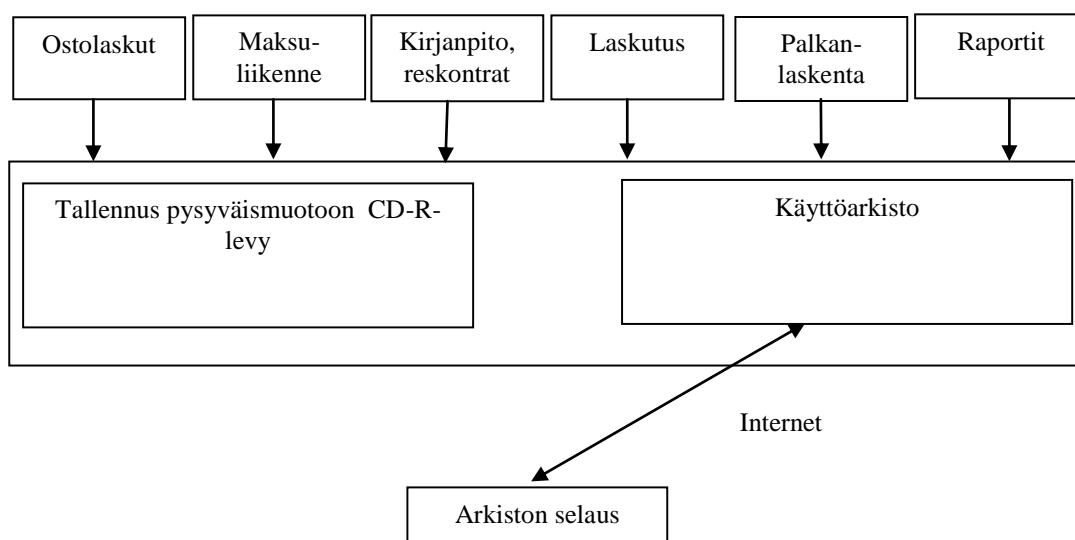 Ostolaskut
Maksu-
liikenne
Kirjanpito,
reskontrat
Laskutus
Palkan-
laskenta
Raportit
Tallennus pysyväismuotoon CD-R-
levy
Käyttöarkisto
Internet
Arkiston selaus